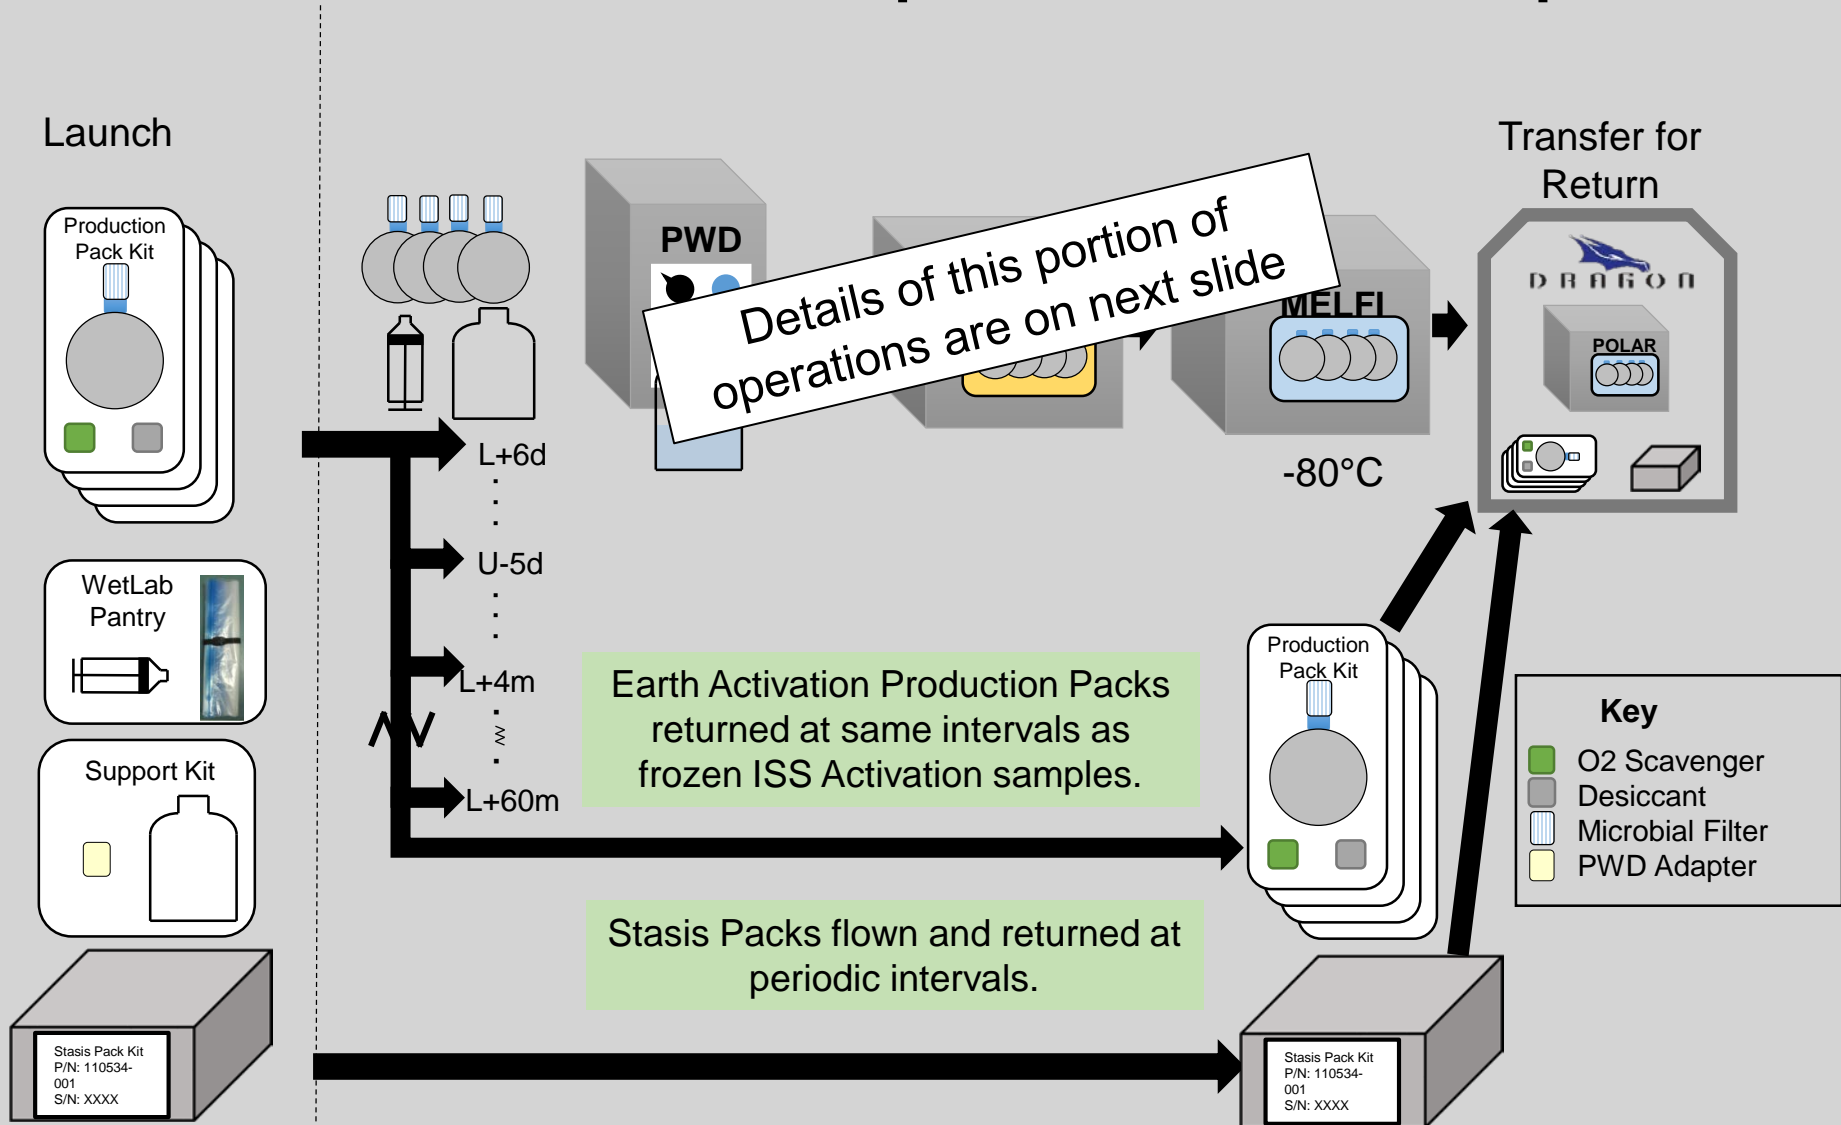 Launch
Production
Pack Kit
WetLab
Pantry
Support Kit
Stasis Pack Kit
P/N: 110534-
001
S/N: XXXX
PWD
Details of this portion of
operations are on next slide
MELFI
-80°C
L+6d
U-5d
L+4m
L+60m
Transfer for
Return
DRAGON
POLAR
Earth Activation Production Packs
returned at same intervals as
frozen ISS Activation samples.
Stasis Packs flown and returned at
periodic intervals.
Production
Pack Kit
Key
O2 Scavenger
Desiccant
Microbial Filter
PWD Adapter
Stasis Pack Kit
P/N: 110534-
001
S/N: XXXX